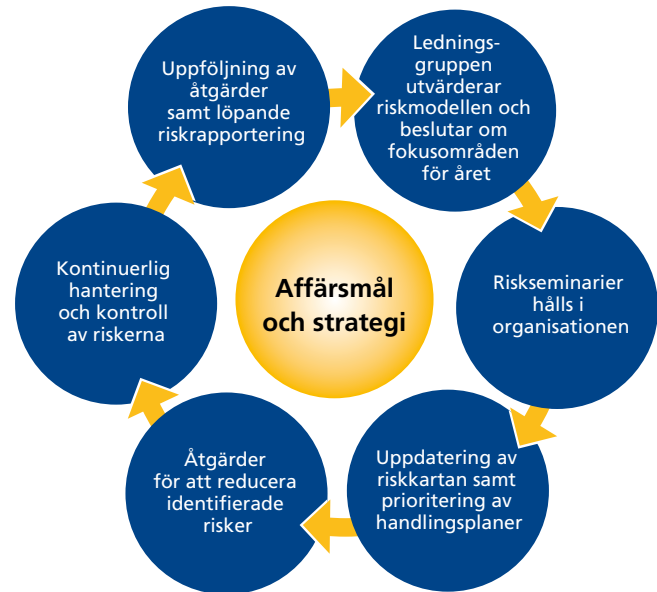 Uppföljning av
åtgärder
samt löpande
riskrapportering
Lednings-
gruppen
utvärderar
riskmodellen och
beslutar om
fokusområden
för året
Riskseminarier
hålls i
organisationen
Uppdatering av
riskkartan samt
prioritering av
handlingsplaner
Åtgärder
för att reducera
identifierade
risker
Kontinuerlig
hantering
och kontroll
av riskerna
Affärsmål
och strategi